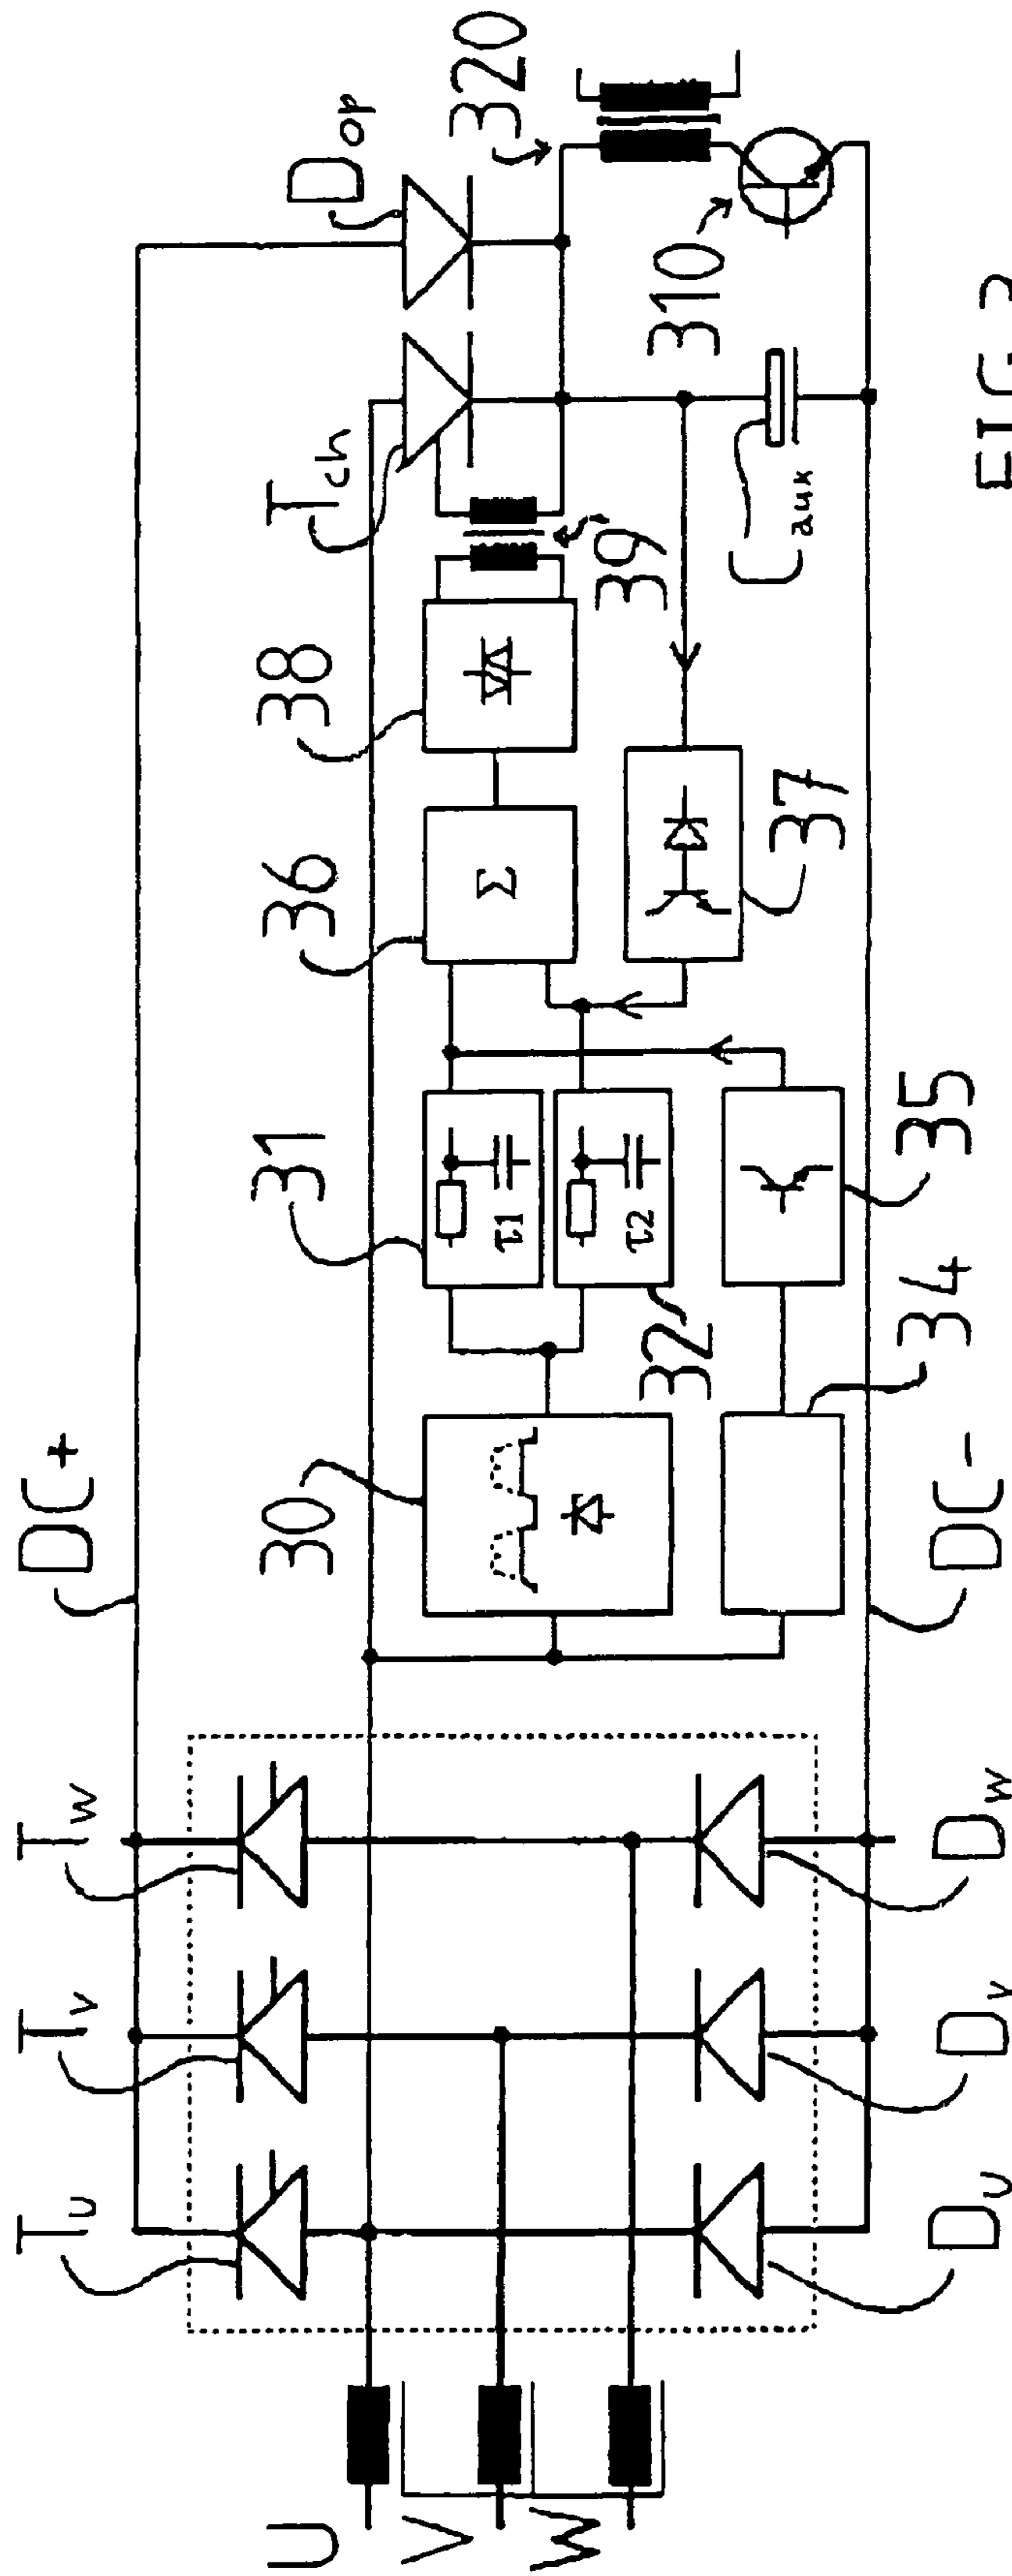 U
V
W
T_U
T_V
T_W
D_U
D_V
D_W
DC+
DC-
30
31
τ1
32
τ2
34
35
36
Σ
37
38
39
T_ch
D_op
C_aux
310
320